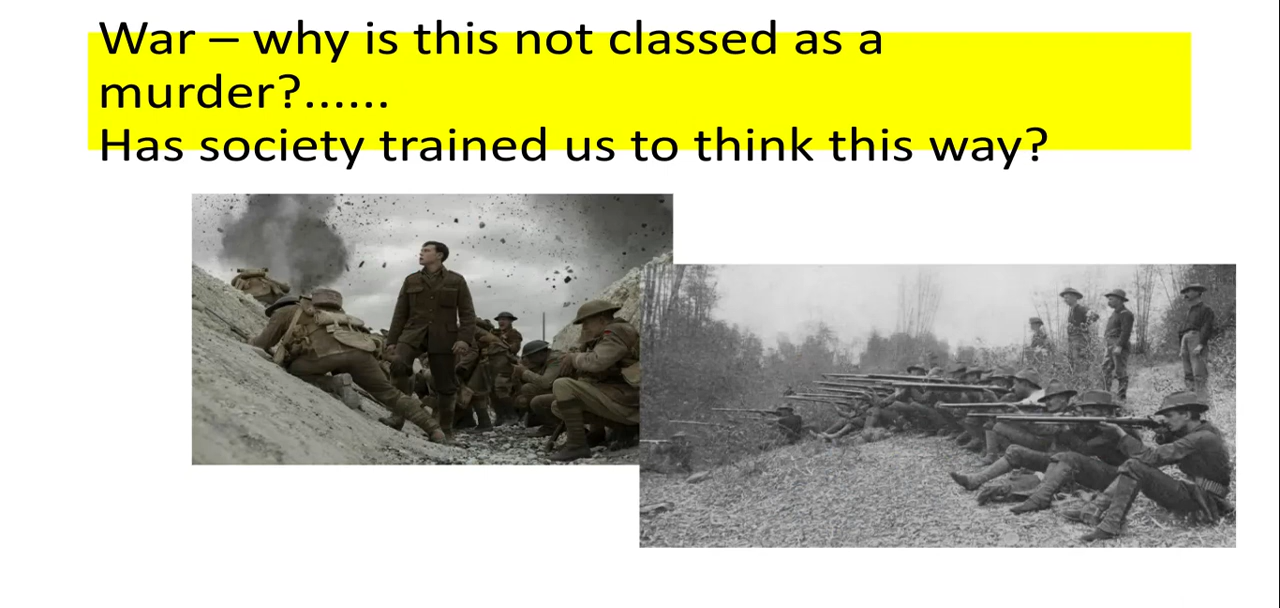 War – why is this not classed as a
murder?......
Has society trained us to think this way?